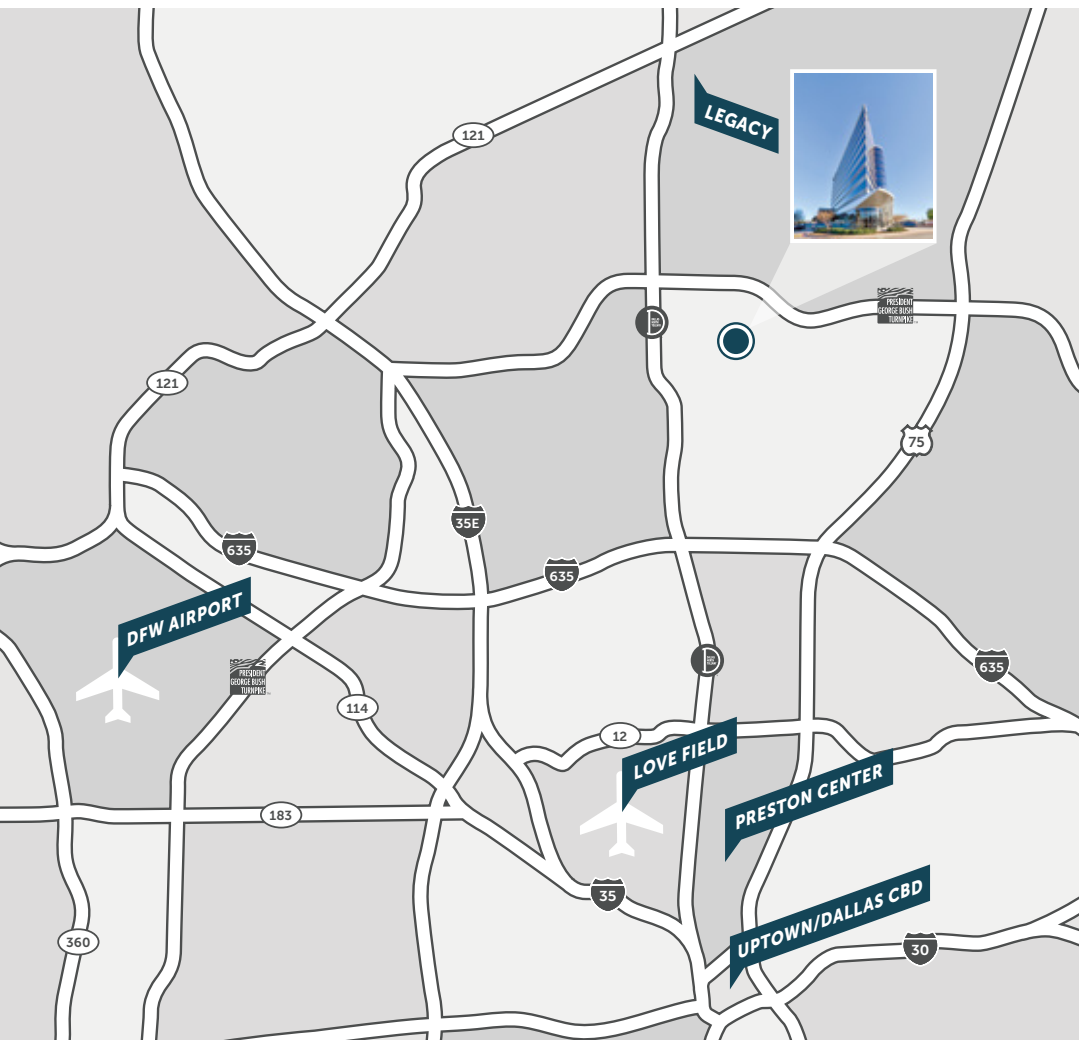 LEGACY
121
PRESIDENT
GEORGE BUSH
TURNPIKE
121
75
35E
635
635
DFW AIRPORT
635
PRESIDENT
GEORGE BUSH
TURNPIKE
114
12
LOVE FIELD
PRESTON CENTER
183
UPTOWN/DALLAS CBD
35
360
30